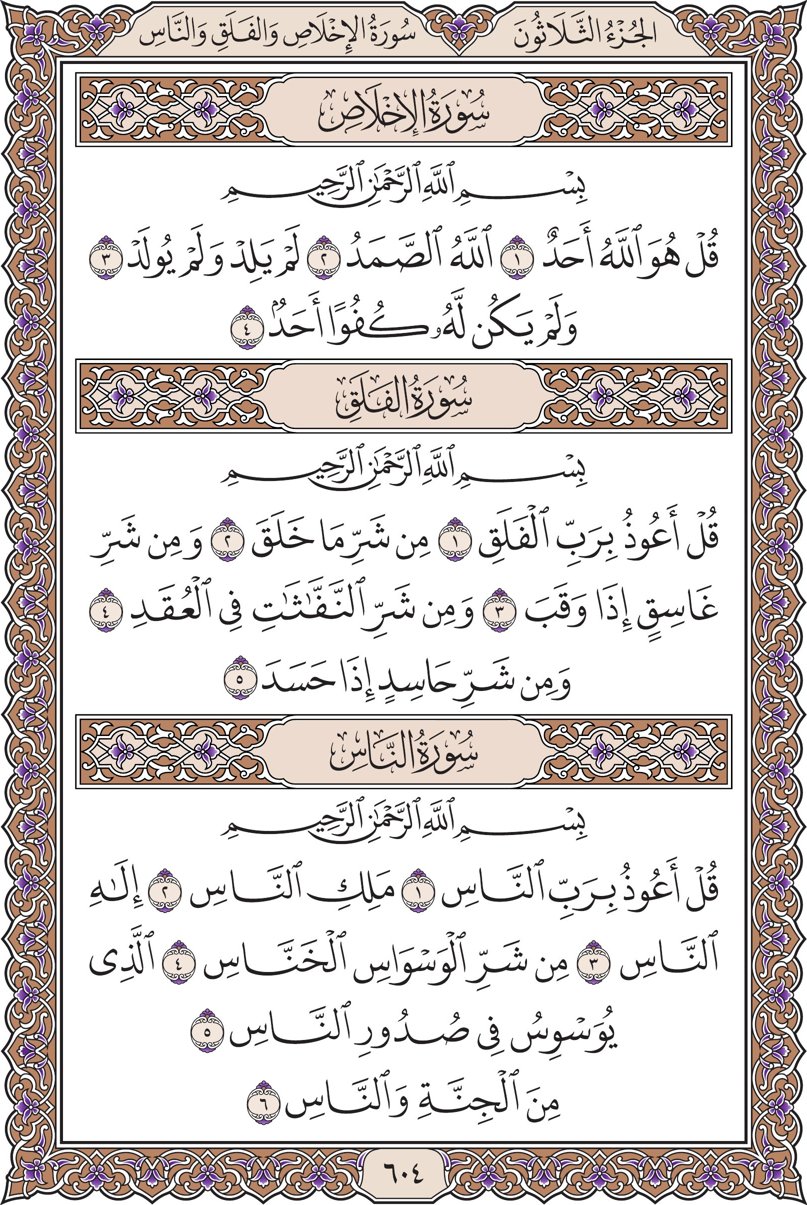 الجُزْءُ الثَّلَاثُونَ
سُورَةُ الإِخْلَاصِ وَالفَلَقِ وَالنَّاسِ
سُورَةُ الإِخْلَاصِ
بِسْمِ ٱللَّهِ ٱلرَّحْمَٰنِ ٱلرَّحِيمِ
قُلْ هُوَ ٱللَّهُ أَحَدٌ ١ ٱللَّهُ ٱلصَّمَدُ ٢ لَمْ يَلِدْ وَلَمْ يُولَدْ ٣
وَلَمْ يَكُن لَّهُۥ كُفُوًا أَحَدٌۢ ٤
سُورَةُ الفَلَقِ
بِسْمِ ٱللَّهِ ٱلرَّحْمَٰنِ ٱلرَّحِيمِ
قُلْ أَعُوذُ بِرَبِّ ٱلْفَلَقِ ١ مِن شَرِّ مَا خَلَقَ ٢ وَمِن شَرِّ
غَاسِقٍ إِذَا وَقَبَ ٣ وَمِن شَرِّ ٱلنَّفَّٰثَٰتِ فِى ٱلْعُقَدِ ٤
وَمِن شَرِّ حَاسِدٍ إِذَا حَسَدَ ٥
سُورَةُ النَّاسِ
بِسْمِ ٱللَّهِ ٱلرَّحْمَٰنِ ٱلرَّحِيمِ
قُلْ أَعُوذُ بِرَبِّ ٱلنَّاسِ ١ مَلِكِ ٱلنَّاسِ ٢ إِلَٰهِ
ٱلنَّاسِ ٣ مِن شَرِّ ٱلْوَسْوَاسِ ٱلْخَنَّاسِ ٤ ٱلَّذِى
يُوَسْوِسُ فِى صُدُورِ ٱلنَّاسِ ٥
مِنَ ٱلْجِنَّةِ وَٱلنَّاسِ ٦
٦٠٤